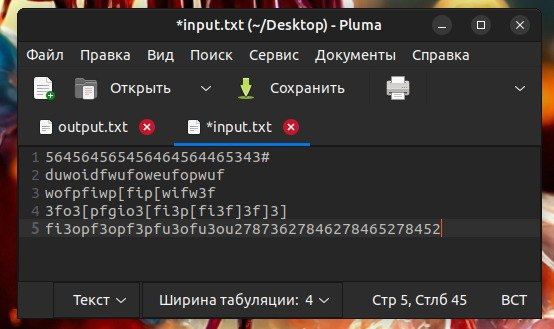 *input.txt (~/Desktop) - Pluma
Файл Правка Вид Поиск Сервис Документы Справка
Открыть Сохранить
output.txt *input.txt
1 564564565456464564465343#
2 duwoidfwufoweufopwuf
3 wofpfiwp[fip[wifw3f
4 3fo3[pfgio3[fi3p[fi3f]3f]3]
5 fi3opf3opf3pfu3ofu3ou27873627846278465278452
Текст Ширина табуляции: 4 Стр 5, Стлб 45 ВСТ